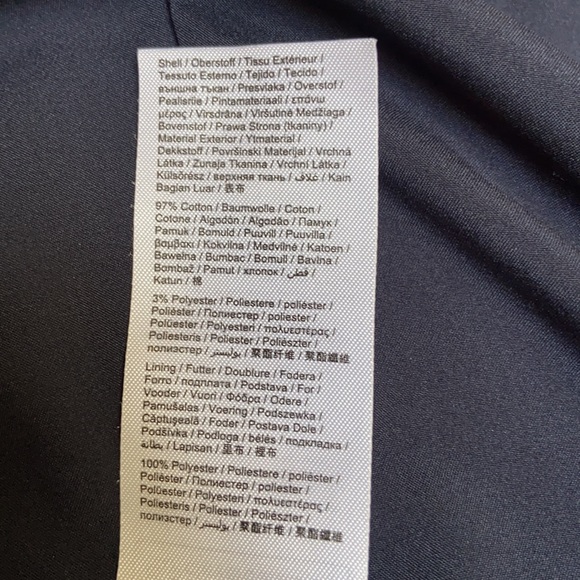 Shell / Oberstoff / Tissu Extérieur /
Tessuto Esterno / Tejido / Tecido /
външна тъкан / Presviaka / Overstof /
Pealisriie / Pintamateriaali / επάνω
μέρος / Virsdrāna / Viršutinė Medžiaga /
Bovenstof / Prawa Strona (tkaniny) /
Material Exterior / Ytmaterial /
Dekkstoff / Površinski Materijal / Vrchná
Látka / Zunaja Tkanina / Vrchní Látka /
Külsőrész / верхняя ткань / غلاف / Kain
Bagian Luar / 表布
97% Cotton / Baumwolle / Coton /
Cotone / Algodón / Algodão / Памук /
Pamuk / Bomuld / Puuvill / Puuvilla /
βαμβακι / Kokvilna / Medvilnė / Katoen /
Bawełna / Bumbac / Bomull / Bavlna /
Bombaž / Pamut / хлопок / قطن /
Katun / 棉
3% Polyester / Poliestere / poliéster /
Poliéster / Полиестер / poliester /
Polüester / Polyesteri / πολυεστέρας /
Poliesteris / Poliester / Poliészter /
полиэстер / بوليستر / 聚酯纤维 / 聚酯纖維
Lining / Futter / Doublure / Fodera /
Forro / подплата / Podstava / For /
Vooder / Vuori / Φόδρα / Odere /
Pamušalas / Voering / Podszewka /
Căptuşeală / Foder / Postava Dole /
Podšívka / Podloga / bélés / подкладка /
بطانة / Lapisan / 里布 / 裡布
100% Polyester / Poliestere / poliéster /
Poliéster / Полиестер / poliester /
Polüester / Polyesteri / πολυεστέρας /
Poliesteris / Poliester / Poliészter /
полиэстер / بوليستر / 聚酯纤维 / 聚酯纖維